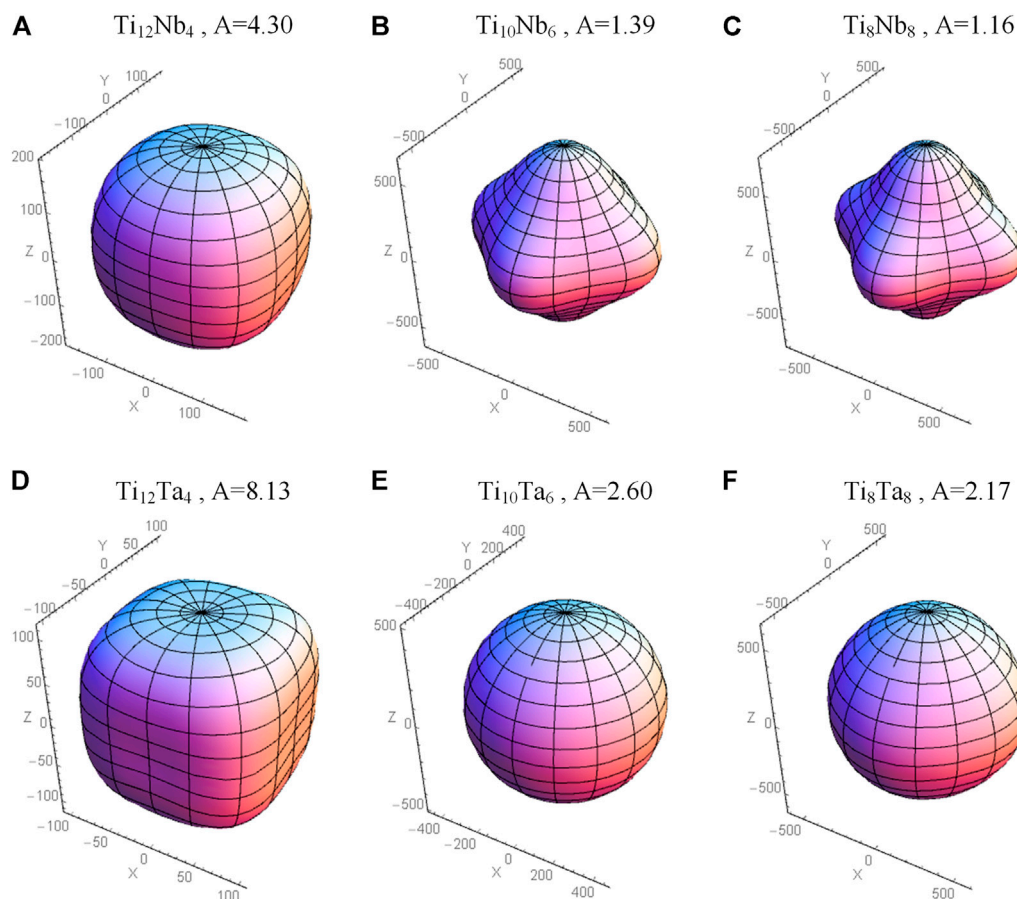 A Ti₁₂Nb₄ , A=4.30
B Ti₁₀Nb₆ , A=1.39
C Ti₈Nb₈ , A=1.16
Y
100
0
−100
200
100
Z
0
−100
−200
−100
0
X
100
Y
500
0
−500
500
Z
0
−500
−500
0
X
500
Y
500
0
−500
500
Z
0
−500
−500
0
X
500
D Ti₁₂Ta₄ , A=8.13
E Ti₁₀Ta₆ , A=2.60
F Ti₈Ta₈ , A=2.17
100
Y
50
0
−50
−100
100
50
Z
0
−50
−100
−100
−50
0
X
50
100
400
Y
200
0
−200
−400
500
Z
0
−500
−400
−200
0
X
200
400
500
Y
0
−500
500
Z
0
−500
−500
0
X
500